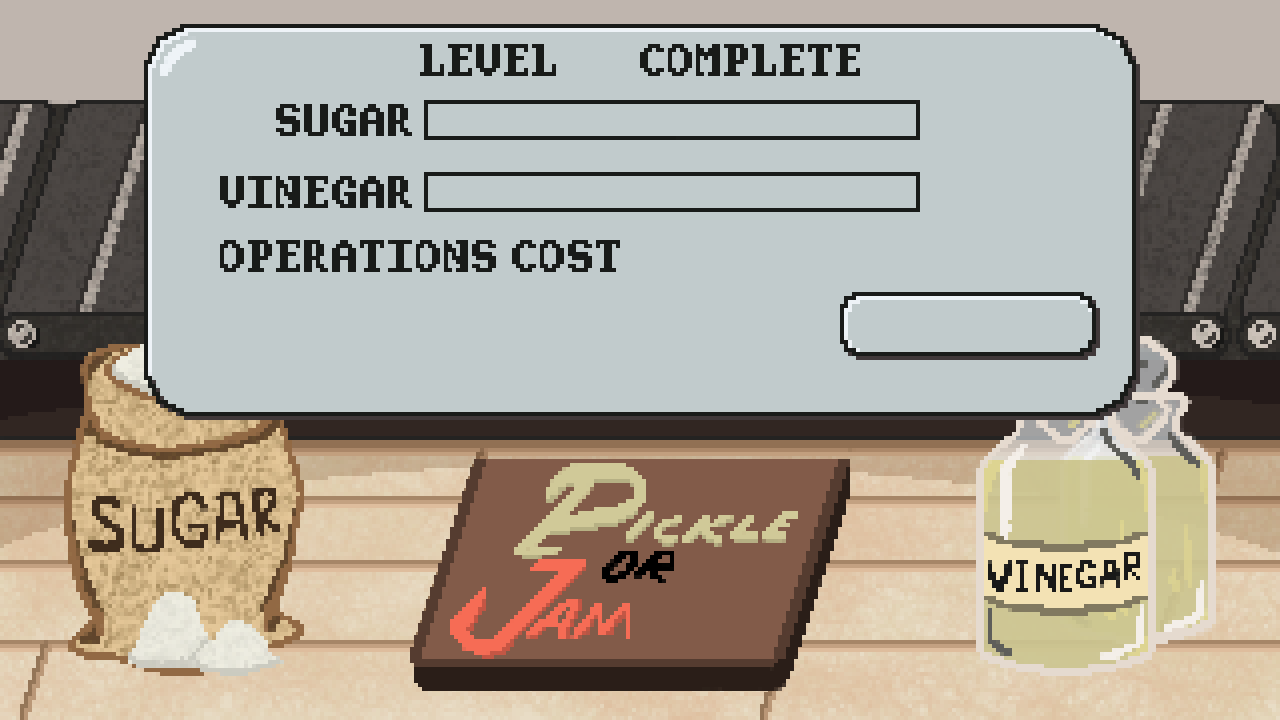 LEVEL COMPLETE
SUGAR
VINEGAR
OPERATIONS COST
SUGAR
PICKLE
OR
JAM
VINEGAR